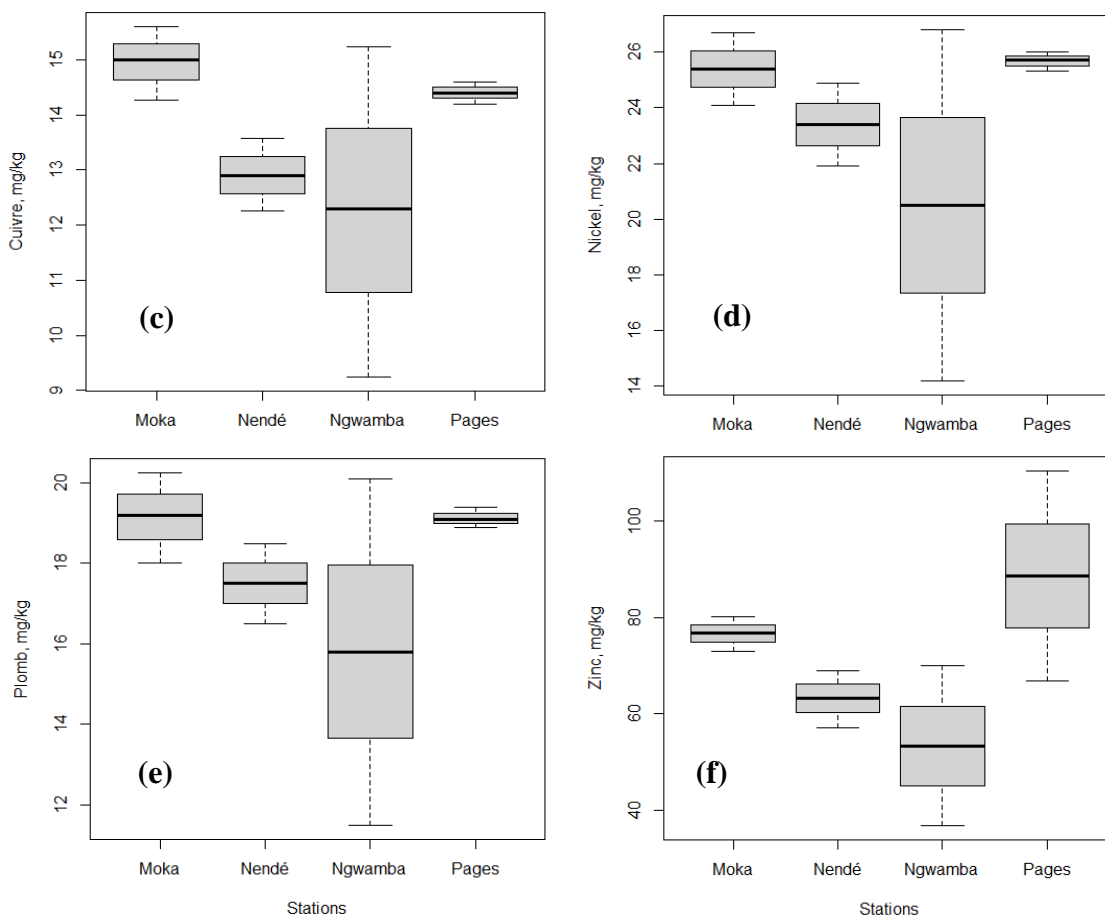 Cuivre, mg/kg
15
14
13
12
11
10
9
(c)
Moka Nendé Ngwamba Pages
Nickel, mg/kg
26
24
22
20
18
16
14
(d)
Moka Nendé Ngwamba Pages
Plomb, mg/kg
20
18
16
14
12
(e)
Moka Nendé Ngwamba Pages
Stations
Zinc, mg/kg
100
80
60
40
(f)
Moka Nendé Ngwamba Pages
Stations